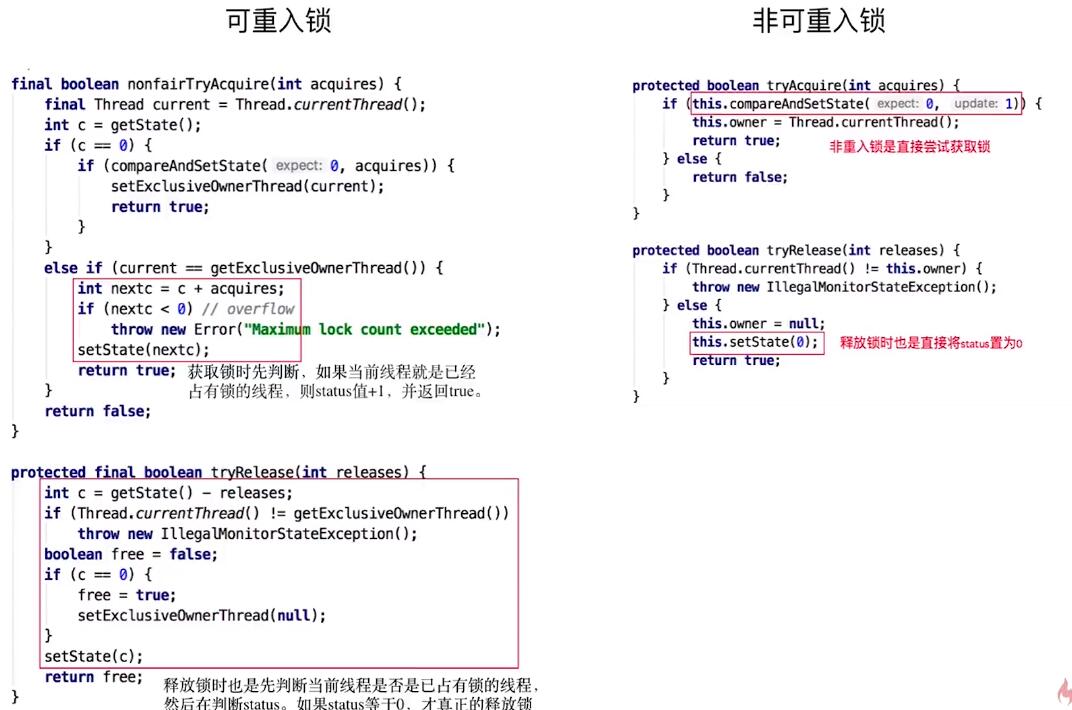 可重入锁
final boolean nonfairTryAcquire(int acquires) {
final Thread current = Thread.currentThread();
int c = getState();
if (c == 0) {
if (compareAndSetState( expect: 0, acquires)) {
setExclusiveOwnerThread(current);
return true;
}
}
else if (current == getExclusiveOwnerThread()) {
int nextc = c + acquires;
if (nextc < 0) // overflow
throw new Error("Maximum lock count exceeded");
setState(nextc);
return true; 获取锁时先判断，如果当前线程就是已经
占有锁的线程，则status值+1，并返回true。
}
return false;
}
protected final boolean tryRelease(int releases) {
int c = getState() - releases;
if (Thread.currentThread() != getExclusiveOwnerThread())
throw new IllegalMonitorStateException();
boolean free = false;
if (c == 0) {
free = true;
setExclusiveOwnerThread(null);
}
setState(c);
return free;
释放锁时也是先判断当前线程是否是已占有锁的线程，
}
然后在判断status。如果status等于0，才真正的释放锁
非可重入锁
protected boolean tryAcquire(int acquires) {
if (this.compareAndSetState( expect: 0, update: 1)) {
this.owner = Thread.currentThread();
return true;
非重入锁是直接尝试获取锁
} else {
return false;
}
}
protected boolean tryRelease(int releases) {
if (Thread.currentThread() != this.owner) {
throw new IllegalMonitorStateException();
} else {
this.owner = null;
this.setState(0); 释放锁时也是直接将status置为0
return true;
}
}